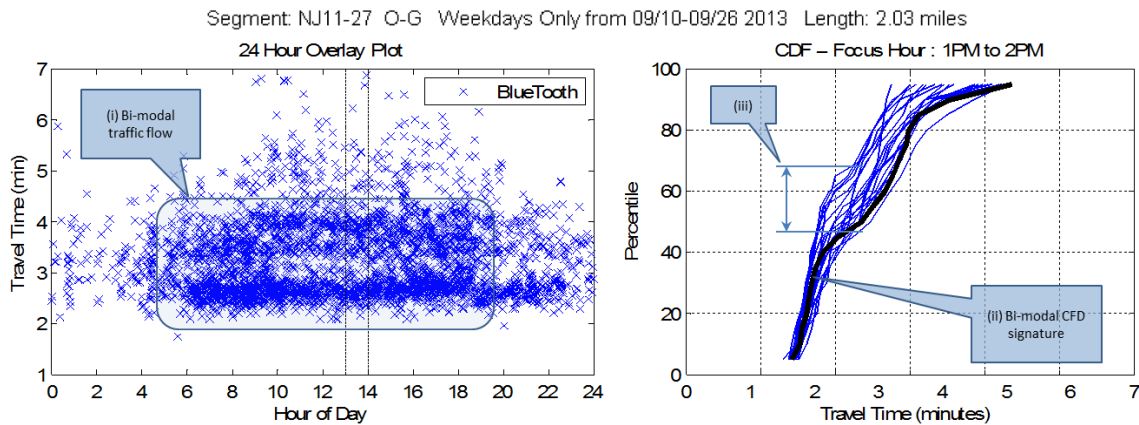 Segment: NJ11-27 O-G Weekdays Only from 09/10-09/26 2013 Length: 2.03 miles
24 Hour Overlay Plot
7
6
5
4
3
2
1
Travel Time (min)
0 2 4 6 8 10 12 14 16 18 20 22 24
Hour of Day
BlueTooth
(i) Bi-modal
traffic flow
CDF – Focus Hour : 1PM to 2PM
100
80
60
40
20
0
Percentile
0 1 2 3 4 5 6 7
Travel Time (minutes)
(iii)
(ii) Bi-modal CFD
signature